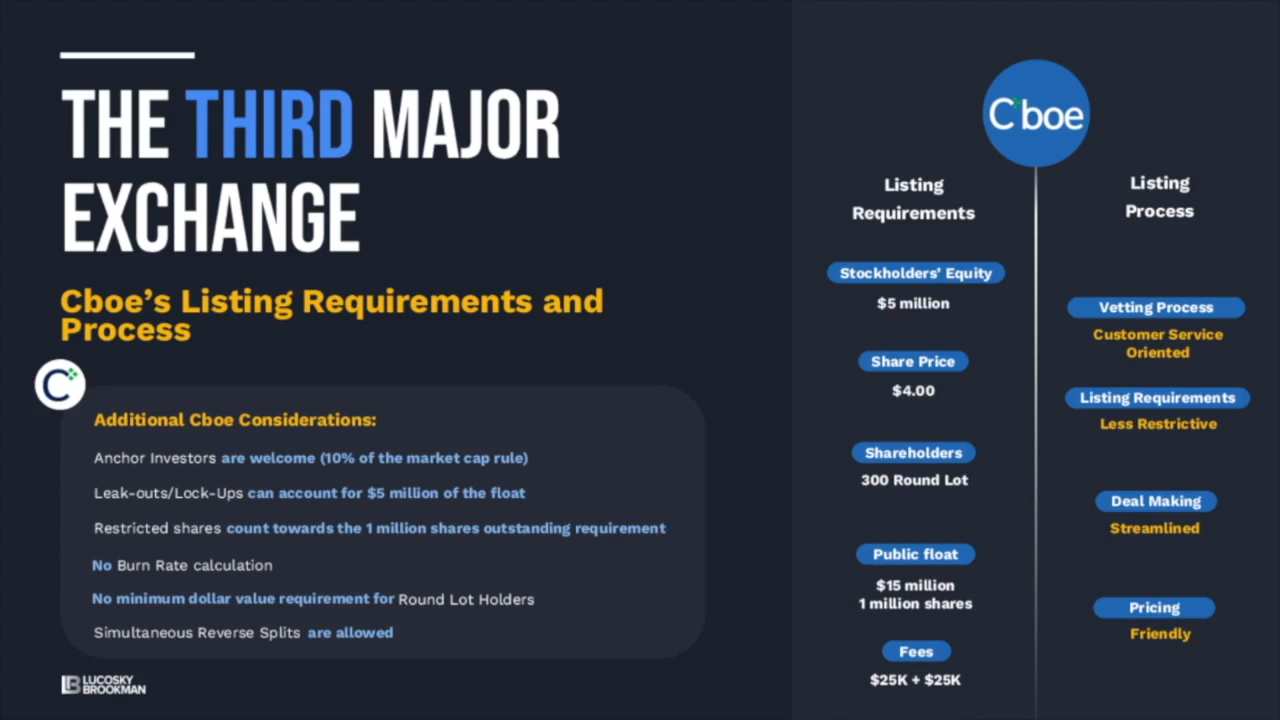 THE THIRD MAJOR
EXCHANGE
Cboe's Listing Requirements and
Process
C
Additional Cboe Considerations:
Anchor Investors are welcome (10% of the market cap rule)
Leak-outs/Lock-Ups can account for $5 million of the float
Restricted shares count towards the 1 million shares outstanding requirement
No Burn Rate calculation
No minimum dollar value requirement for Round Lot Holders
Simultaneous Reverse Splits are allowed
LB LUCOSKY
BROOKMAN
Cboe
Listing
Requirements
Stockholders' Equity
$5 million
Share Price
$4.00
Shareholders
300 Round Lot
Public float
$15 million
1 million shares
Fees
$25K + $25K
Listing
Process
Vetting Process
Customer Service
Oriented
Listing Requirements
Less Restrictive
Deal Making
Streamlined
Pricing
Friendly